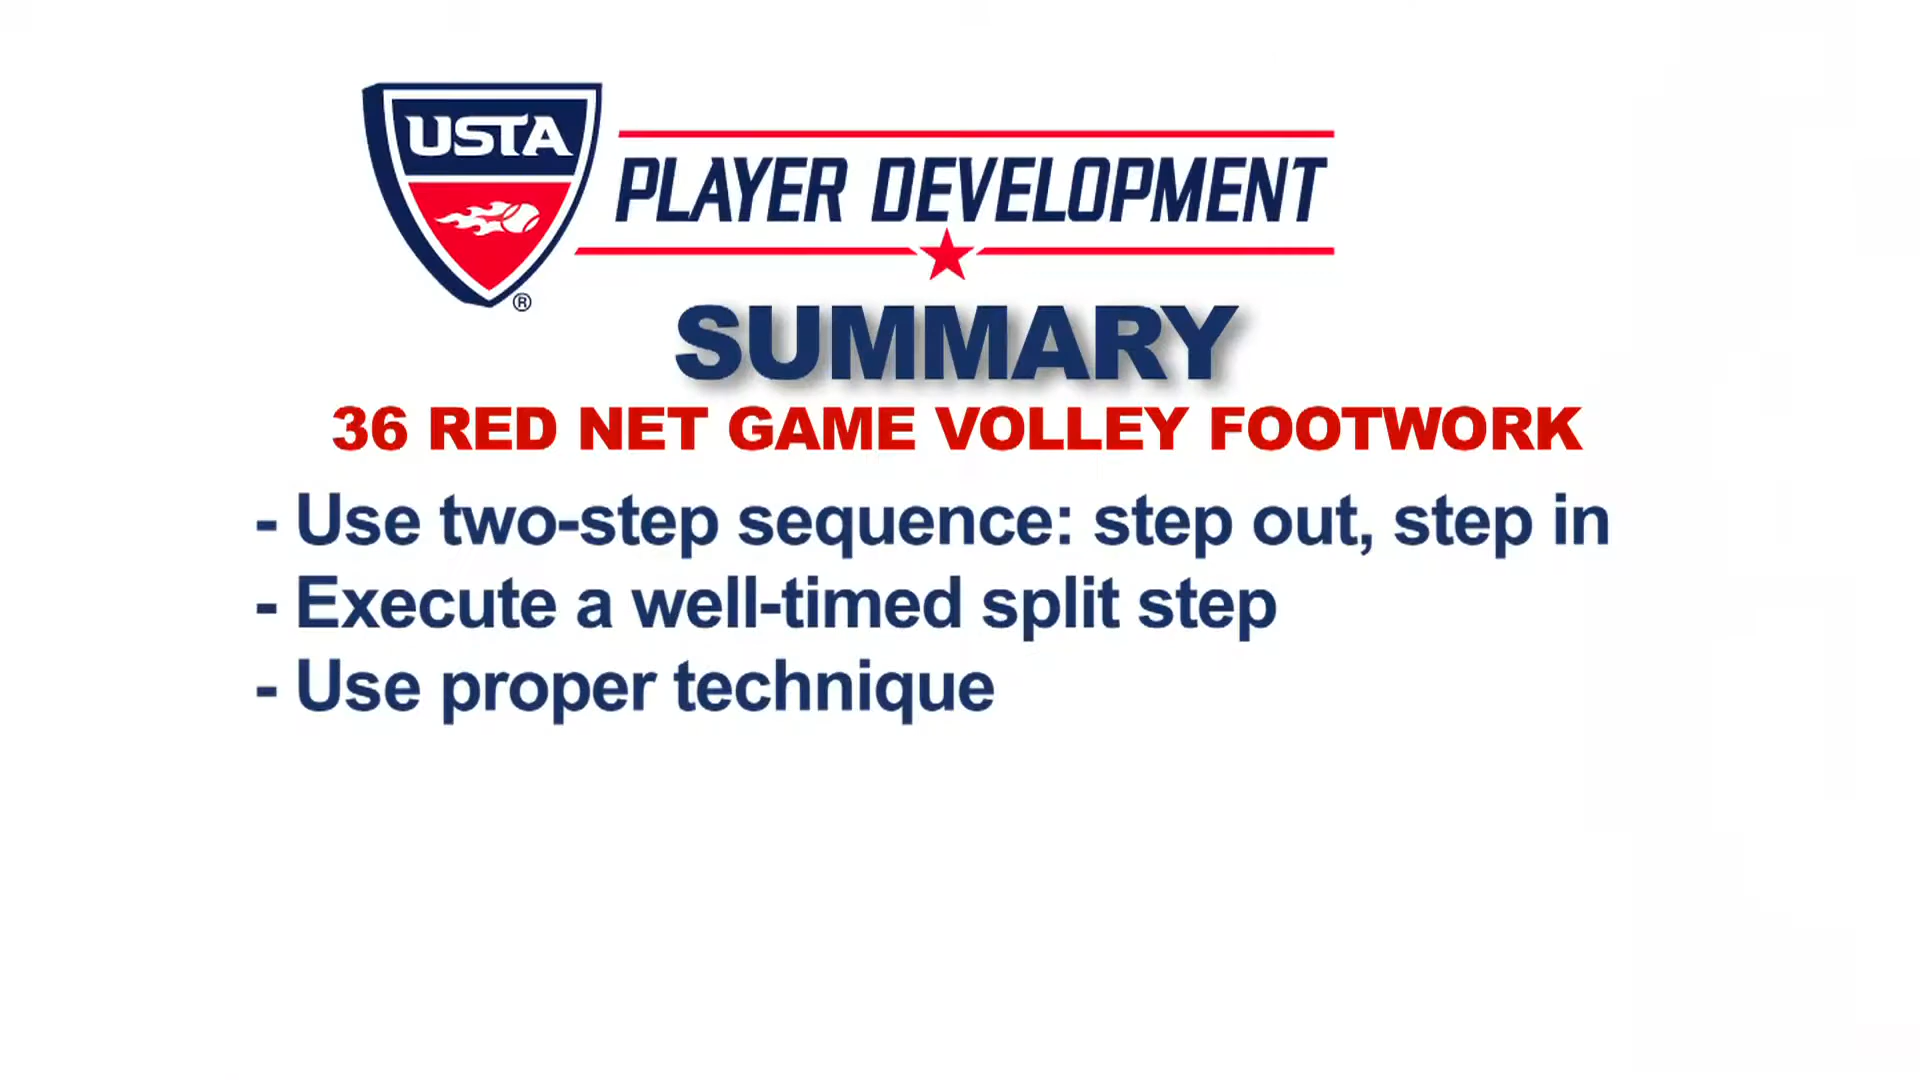 USTA
PLAYER DEVELOPMENT
®
SUMMARY
36 RED NET GAME VOLLEY FOOTWORK
- Use two-step sequence: step out, step in
- Execute a well-timed split step
- Use proper technique